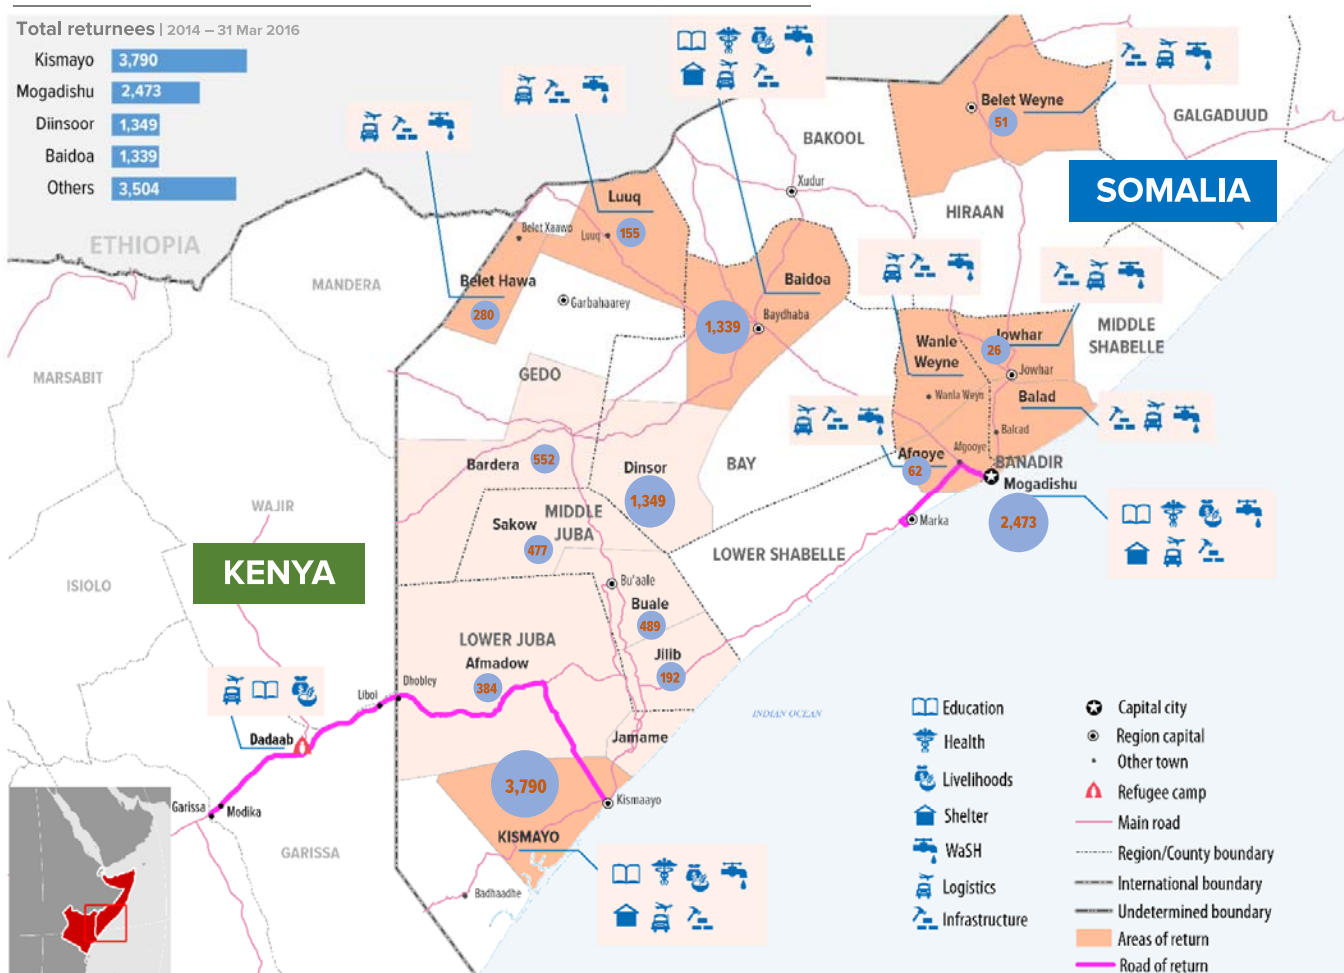 Total returnees | 2014 – 31 Mar 2016
Kismayo 3,790
Mogadishu 2,473
Diinsoor 1,349
Baidoa 1,339
Others 3,504
ETHIOPIA
SOMALIA
KENYA
Belet Weyne
51
GALGADUUD
BAKOOL
Xudur
HIRAAN
Luuq
155
Luuq
Belet Xaawo
Belet Hawa
280
Garbahaarey
MANDERA
Baidoa
1,339
Baydhaba
Wanle
Weyne
Wanla Weyn
Jowhar
26
Jowhar
MIDDLE
SHABELLE
Balad
Balcad
MARSABIT
GEDO
Bardera
552
Dinsor
1,349
BAY
Afgoye
62
Afgooye
BANADIR
Mogadishu
2,473
Marka
WAJIR
Sakow
477
MIDDLE
JUBA
LOWER SHABELLE
ISIOLO
Bu'aale
Buale
489
LOWER JUBA
Afmadow
384
Jilib
192
Dhobley
Liboi
Dadaab
Jamame
INDIAN OCEAN
3,790
Kismaayo
KISMAYO
Garissa
Modika
GARISSA
Badhaadhe
Education
Health
Livelihoods
Shelter
WaSH
Logistics
Infrastructure
Capital city
Region capital
Other town
Refugee camp
Main road
Region/County boundary
International boundary
Undetermined boundary
Areas of return
Road of return